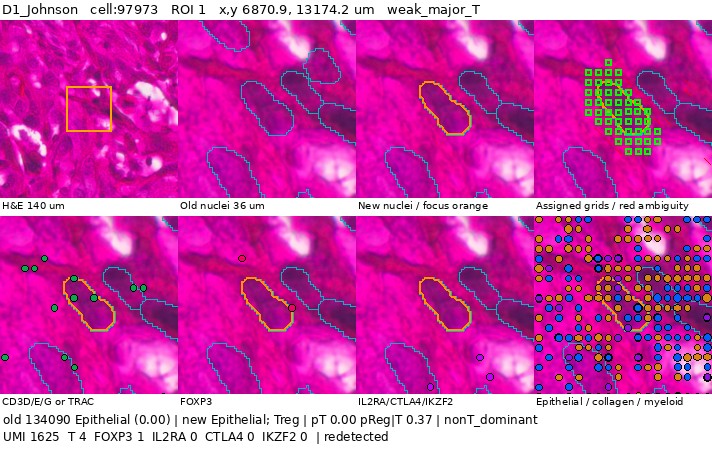 D1_Johnson   cell:97973   ROI 1   x,y 6870.9, 13174.2 um   weak_major_T
H&E 140 um
Old nuclei 36 um
New nuclei / focus orange
Assigned grids / red ambiguity
CD3D/E/G or TRAC
FOXP3
IL2RA/CTLA4/IKZF2
Epithelial / collagen / myeloid
old 134090 Epithelial (0.00) | new Epithelial; Treg | pT 0.00 pReg|T 0.37 | nonT_dominant
UMI 1625  T 4  FOXP3 1  IL2RA 0  CTLA4 0  IKZF2 0  | redetected